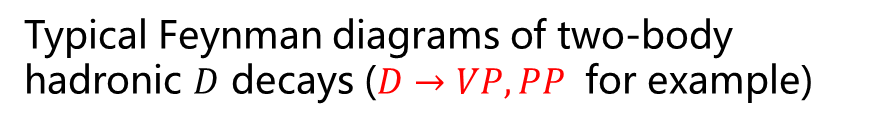 Typical Feynman diagrams of two-body
hadronic D decays (D → VP, PP for example)